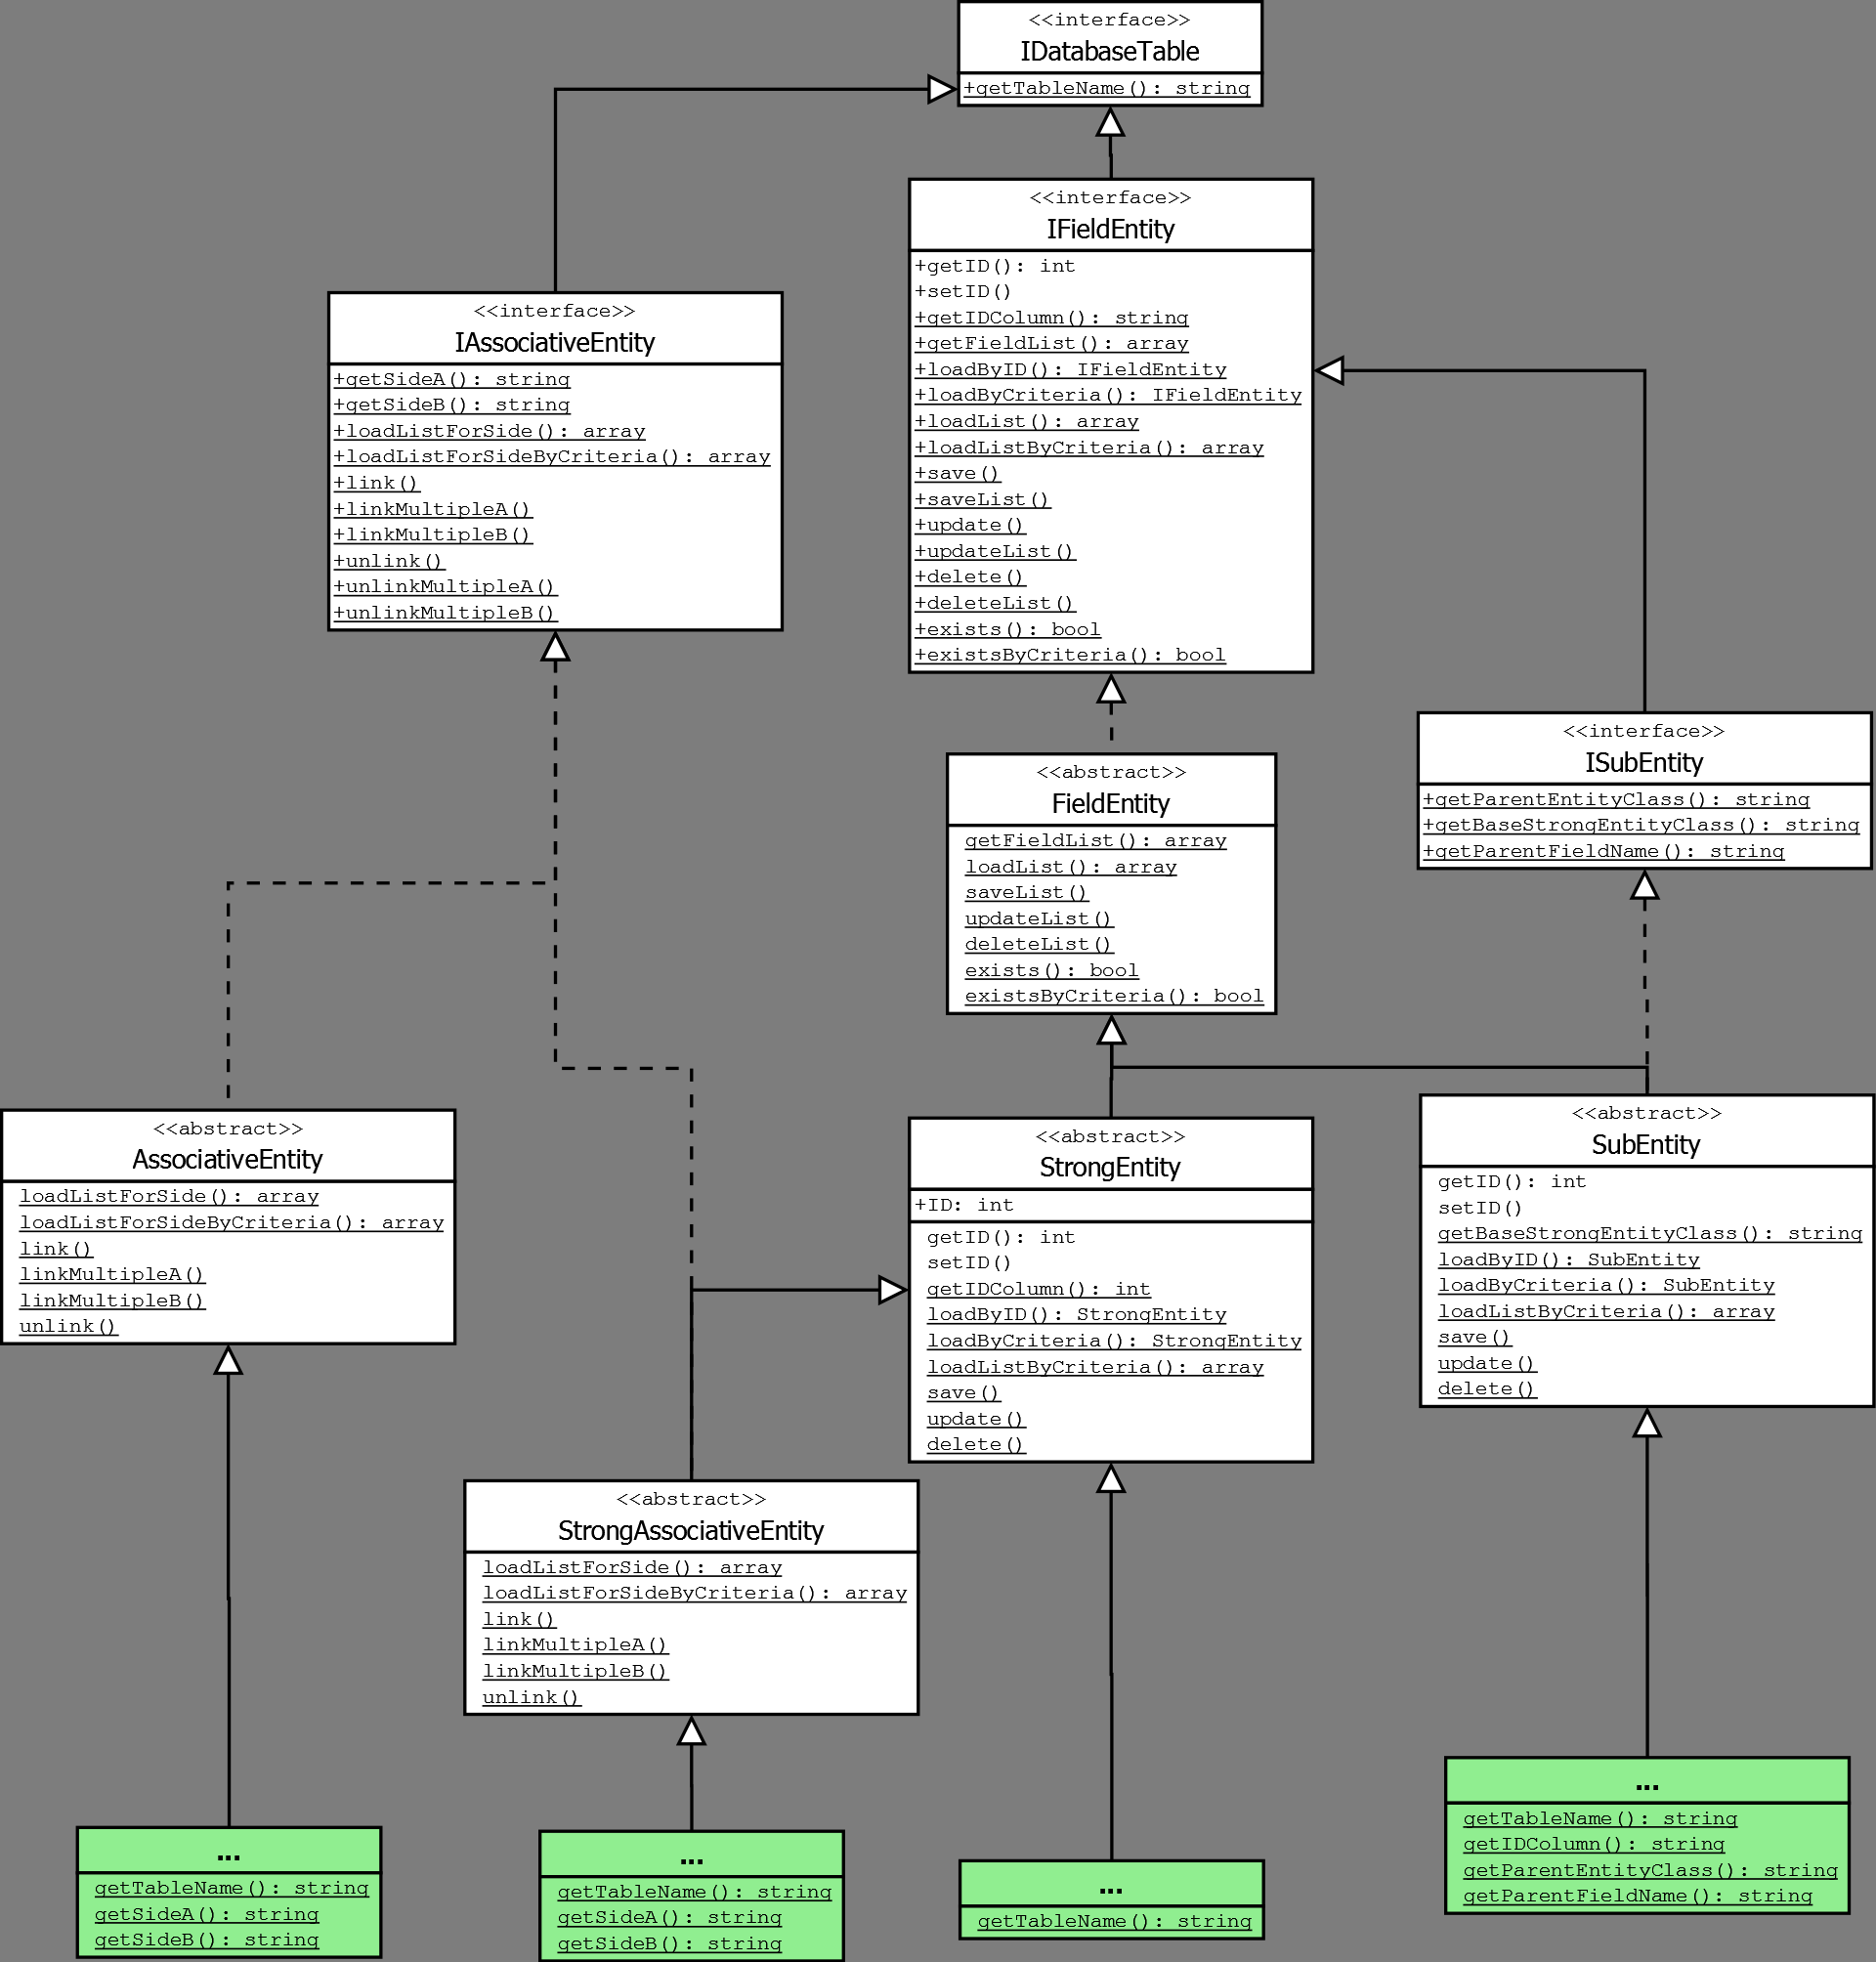 <<interface>>
IDatabaseTable
+getTableName(): string
<<interface>>
IFieldEntity
+getID(): int
+setID()
+getIDColumn(): string
+getFieldList(): array
+loadByID(): IFieldEntity
+loadByCriteria(): IFieldEntity
+loadList(): array
+loadListByCriteria(): array
+save()
+saveList()
+update()
+updateList()
+delete()
+deleteList()
+exists(): bool
+existsByCriteria(): bool
<<interface>>
IAssociativeEntity
+getSideA(): string
+getSideB(): string
+loadListForSide(): array
+loadListForSideByCriteria(): array
+link()
+linkMultipleA()
+linkMultipleB()
+unlink()
+unlinkMultipleA()
+unlinkMultipleB()
<<interface>>
ISubEntity
+getParentEntityClass(): string
+getBaseStrongEntityClass(): string
+getParentFieldName(): string
<<abstract>>
FieldEntity
getFieldList(): array
loadList(): array
saveList()
updateList()
deleteList()
exists(): bool
existsByCriteria(): bool
<<abstract>>
AssociativeEntity
loadListForSide(): array
loadListForSideByCriteria(): array
link()
linkMultipleA()
linkMultipleB()
unlink()
<<abstract>>
StrongEntity
+ID: int
getID(): int
setID()
getIDColumn(): int
loadByID(): StrongEntity
loadByCriteria(): StrongEntity
loadListByCriteria(): array
save()
update()
delete()
<<abstract>>
SubEntity
getID(): int
setID()
getBaseStrongEntityClass(): string
loadByID(): SubEntity
loadByCriteria(): SubEntity
loadListByCriteria(): array
save()
update()
delete()
<<abstract>>
StrongAssociativeEntity
loadListForSide(): array
loadListForSideByCriteria(): array
link()
linkMultipleA()
linkMultipleB()
unlink()
...
getTableName(): string
getSideA(): string
getSideB(): string
...
getTableName(): string
getSideA(): string
getSideB(): string
...
getTableName(): string
...
getTableName(): string
getIDColumn(): string
getParentEntityClass(): string
getParentFieldName(): string